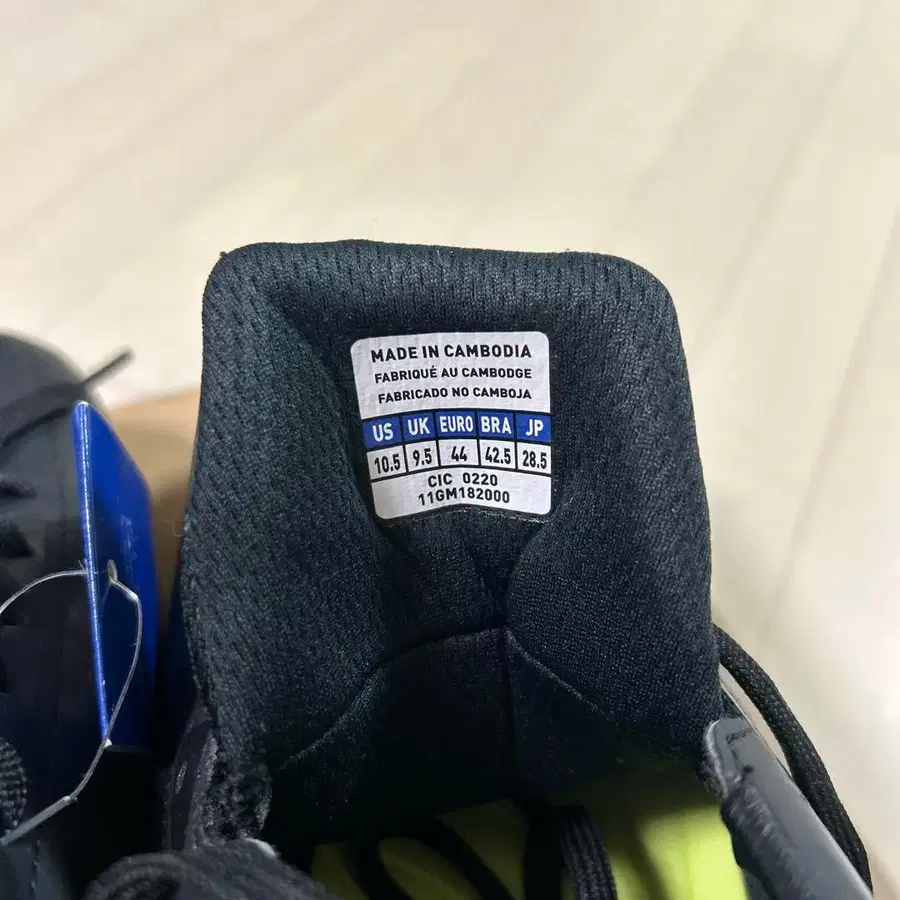 MADE IN CAMBODIA
FABRIQUÉ AU CAMBODGE
FABRICADO NO CAMBOJA
US UK EURO BRA JP
10.5 9.5 44 42.5 28.5
CIC 0220
11GM182000